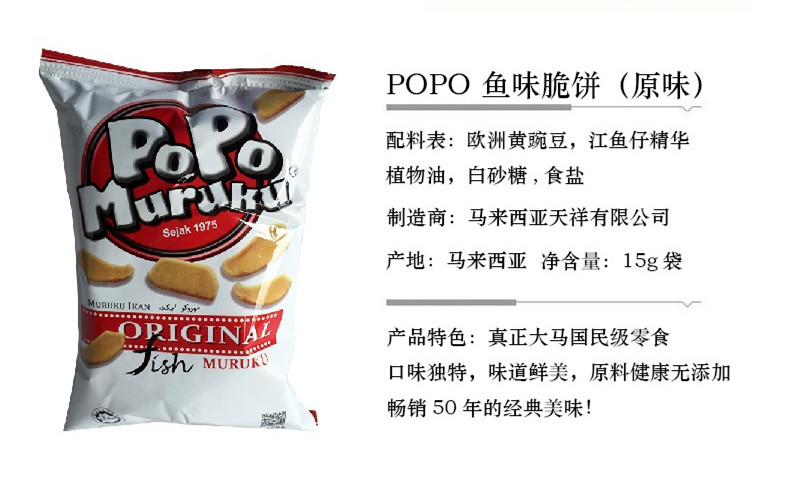 PoPo
Muruku
®
Sejak 1975
MURUKU IKAN موروكو ايكن
ORIGINAL
fish MURUKU
POPO 鱼味脆饼（原味）
配料表：欧洲黄豌豆，江鱼仔精华
植物油，白砂糖，食盐
制造商：马来西亚天祥有限公司
产地：马来西亚 净含量：15g 袋
产品特色：真正大马国民级零食
口味独特，味道鲜美，原料健康无添加
畅销 50 年的经典美味！